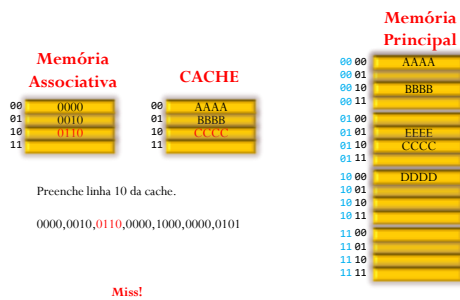 Memória
Associativa
00 0000
01 0010
10 0110
11
CACHE
00 AAAA
01 BBBB
10 CCCC
11
Memória
Principal
00 00 AAAA
00 01
00 10 BBBB
00 11
01 00
01 01 EEEE
01 10 CCCC
01 11
10 00 DDDD
10 01
10 10
10 11
11 00
11 01
11 10
11 11
Preenche linha 10 da cache.
0000,0010,0110,0000,1000,0000,0101
Miss!